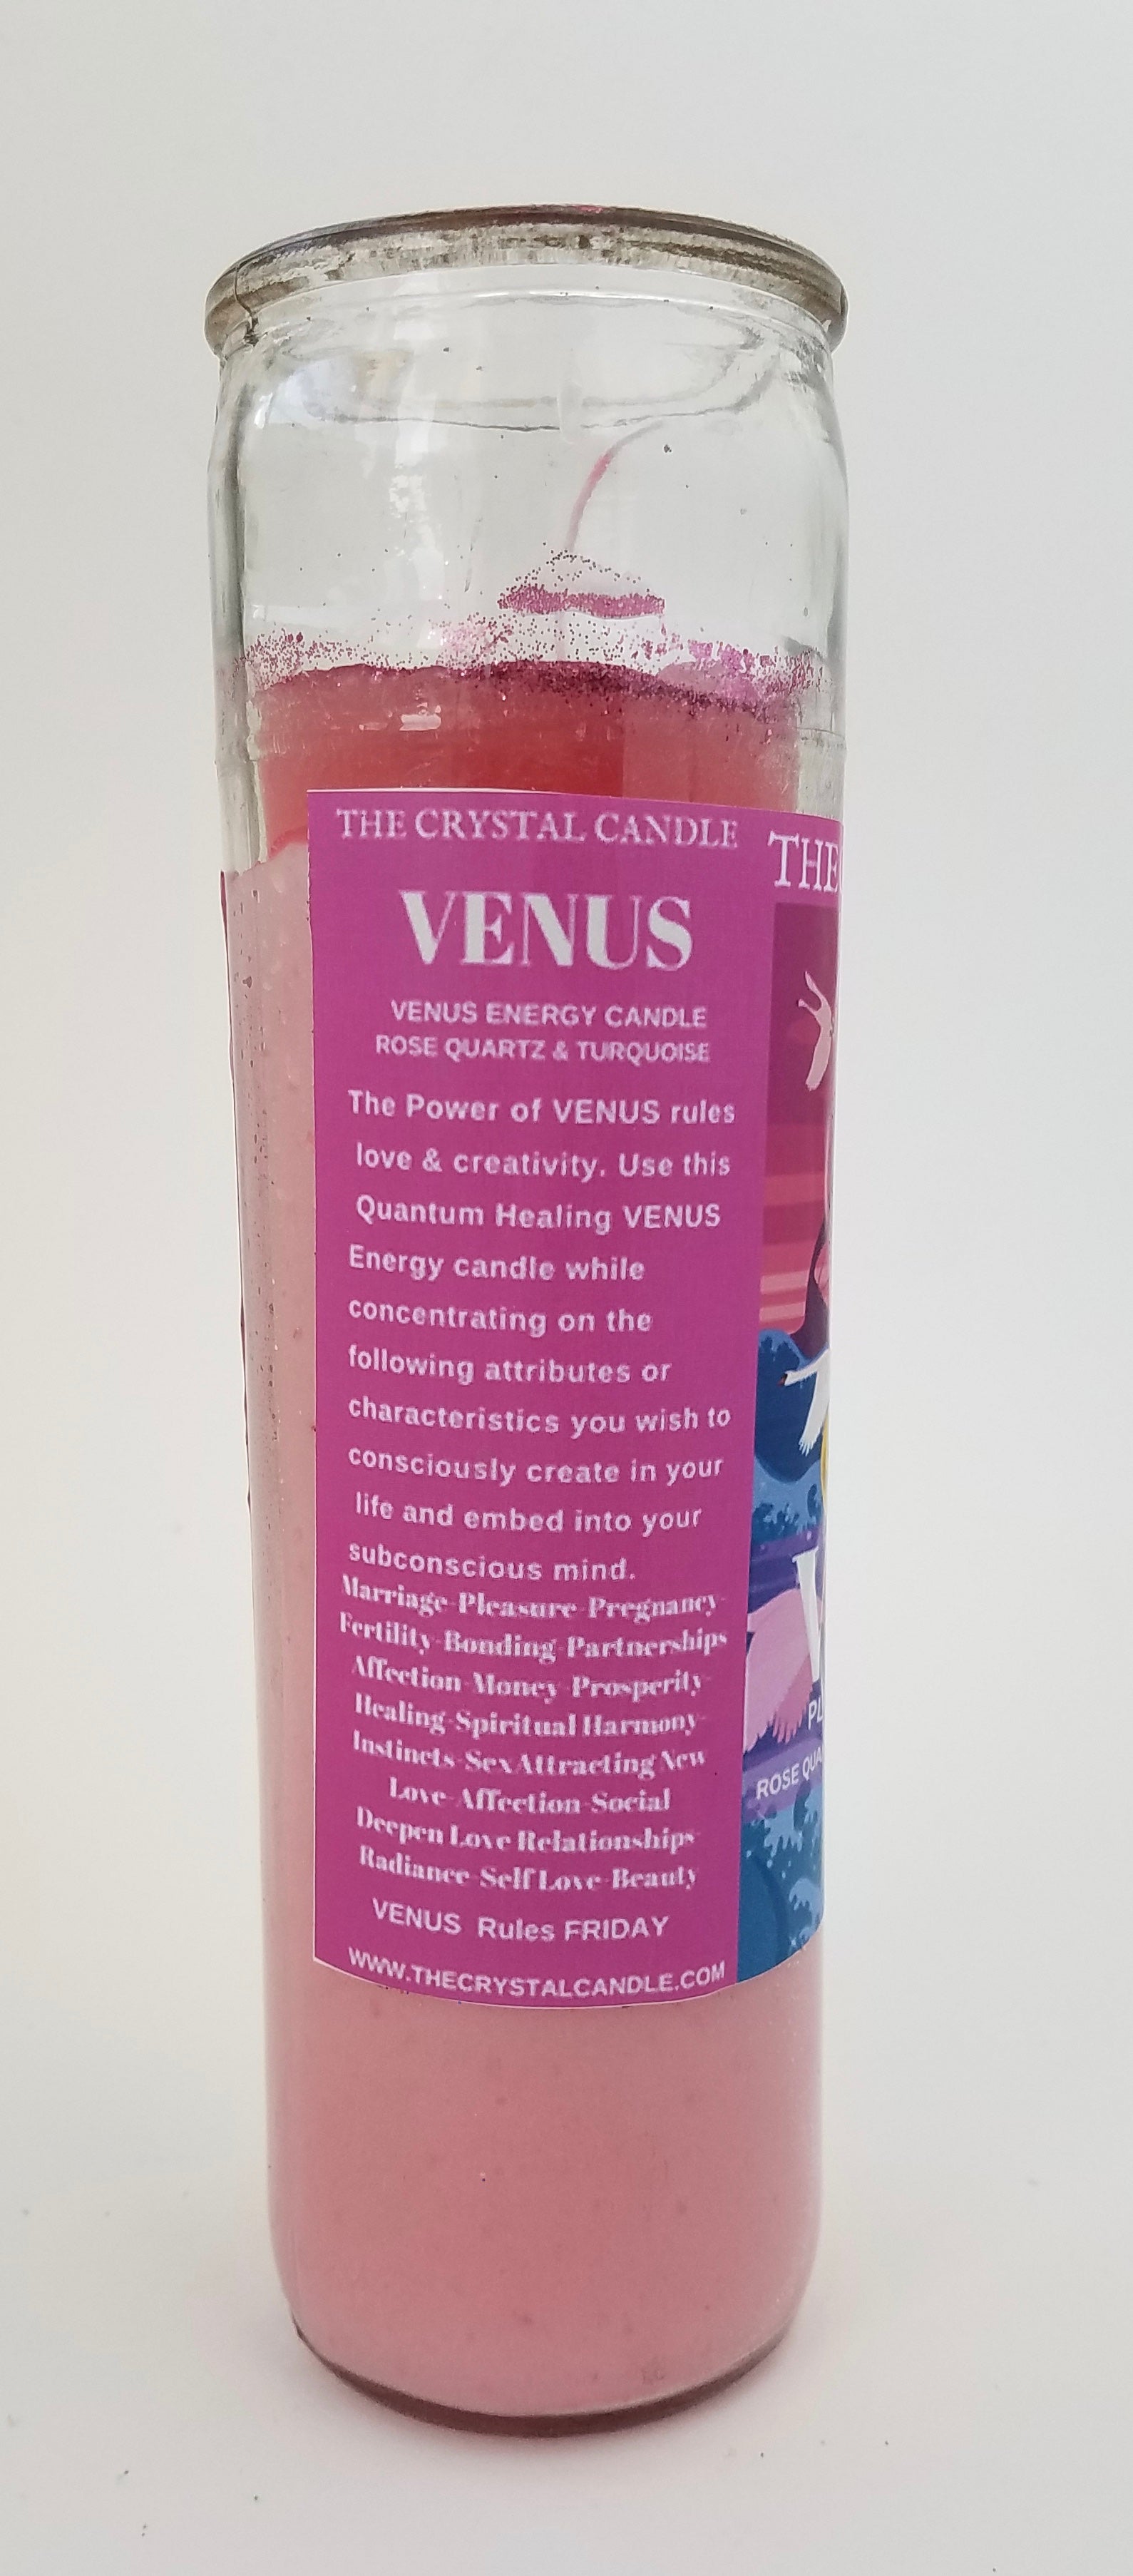 THE CRYSTAL CANDLE
VENUS
VENUS ENERGY CANDLE
ROSE QUARTZ & TURQUOISE
The Power of VENUS rules
love & creativity. Use this
Quantum Healing VENUS
Energy candle while
concentrating on the
following attributes or
characteristics you wish to
consciously create in your
life and embed into your
subconscious mind.
Marriage-Pleasure-Pregnancy-
Fertility-Bonding-Partnerships
Affection-Money-Prosperity-
Healing-Spiritual Harmony-
Instincts-Sex Attracting New
Love-Affection-Social
Deepen Love Relationships-
Radiance-Self Love-Beauty
VENUS Rules FRIDAY
WWW.THECRYSTALCANDLE.COM
THE
ROSE